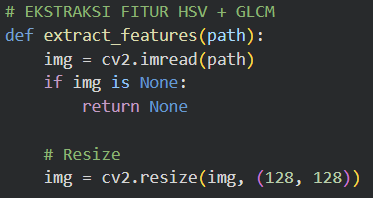 # EKSTRAKSI FITUR HSV + GLCM
def extract_features(path):
    img = cv2.imread(path)
    if img is None:
        return None

    # Resize
    img = cv2.resize(img, (128, 128))